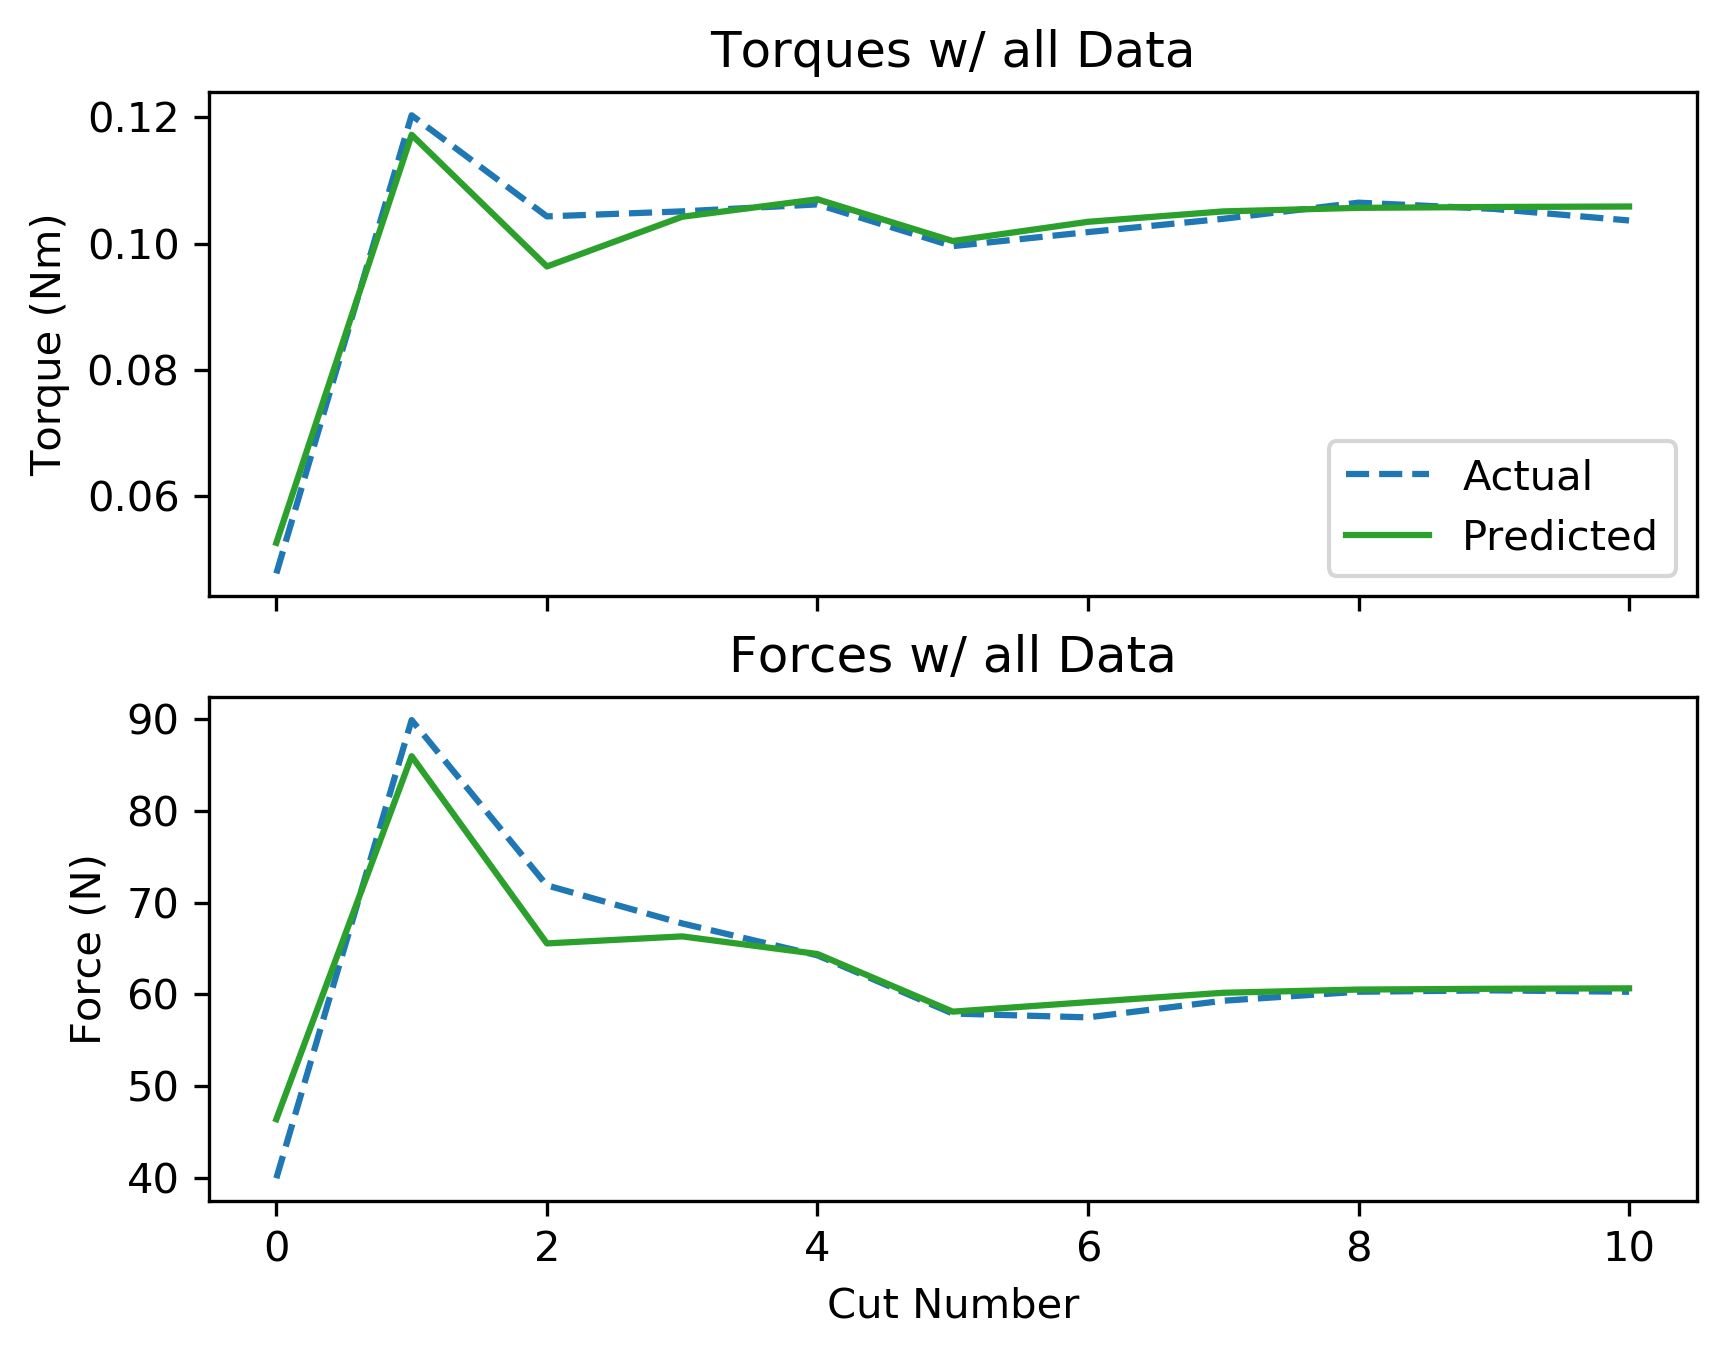 Torques w/ all Data
0.12
0.10
0.08
0.06
Torque (Nm)
Actual
Predicted
Forces w/ all Data
90
80
70
60
50
40
Force (N)
0 2 4 6 8 10
Cut Number